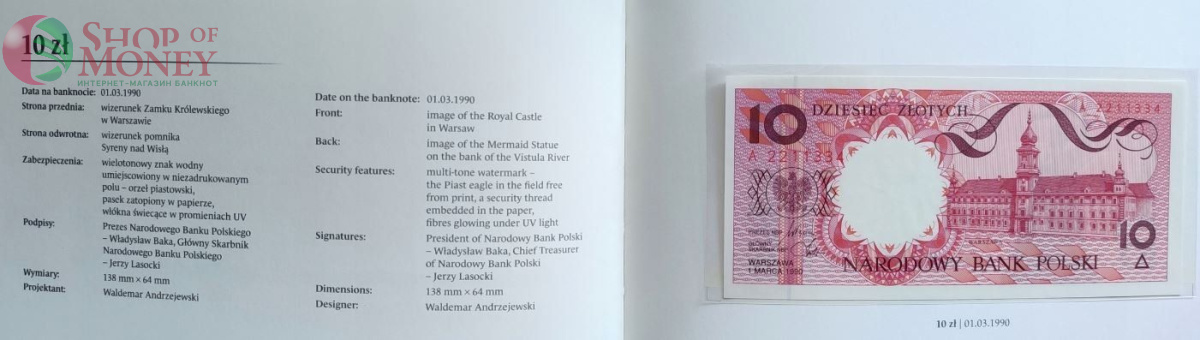 SHOP OF
MONEY
ИНТЕРНЕТ-МАГАЗИН БАНКНОТ
10 zł
Data na banknocie: 01.03.1990
Strona przednia: wizerunek Zamku Królewskiego
w Warszawie
Strona odwrotna: wizerunek pomnika
Syreny nad Wisłą
Zabezpieczenia: wielotonowy znak wodny
umiejscowiony w niezadrukowanym
polu – orzeł piastowski,
pasek zatopiony w papierze,
włókna świecące w promieniach UV
Podpisy: Prezes Narodowego Banku Polskiego
– Władysław Baka, Główny Skarbnik
Narodowego Banku Polskiego
– Jerzy Lasocki
Wymiary: 138 mm × 64 mm
Projektant: Waldemar Andrzejewski
Date on the banknote: 01.03.1990
Front: image of the Royal Castle
in Warsaw
Back: image of the Mermaid Statue
on the bank of the Vistula River
Security features: multi-tone watermark –
the Piast eagle in the field free
from print, a security thread
embedded in the paper,
fibres glowing under UV light
Signatures: President of Narodowy Bank Polski
– Władysław Baka, Chief Treasurer
of Narodowy Bank Polski
– Jerzy Lasocki
Dimensions: 138 mm × 64 mm
Designer: Waldemar Andrzejewski
10 DZIESIĘĆ ZŁOTYCH
A 2211334
A 2211334
PREZES NBP
GŁÓWNY
SKARBNIK NBP
WARSZAWA
WARSZAWA
1 MARCA 1990
NARODOWY BANK POLSKI
10
10 zł | 01.03.1990